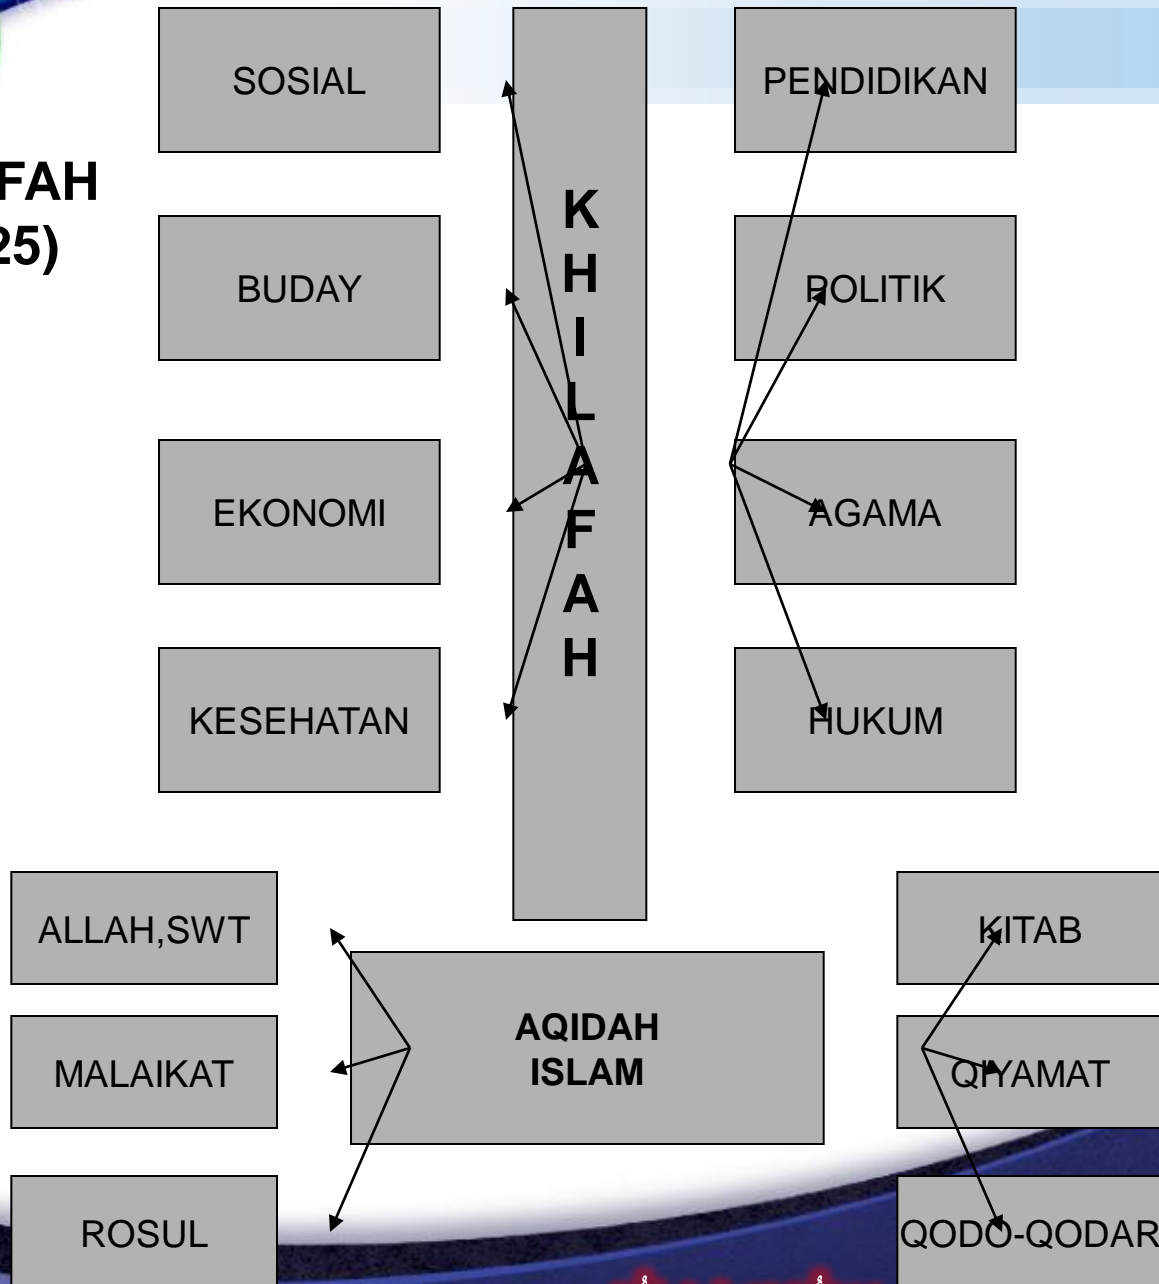 SOSIAL
PENDIDIKAN
FAH
25)
K
H
I
L
A
F
A
H
BUDAY
POLITIK
EKONOMI
AGAMA
KESEHATAN
HUKUM
ALLAH,SWT
KITAB
AQIDAH
ISLAM
MALAIKAT
QIYAMAT
ROSUL
QODO-QODAR